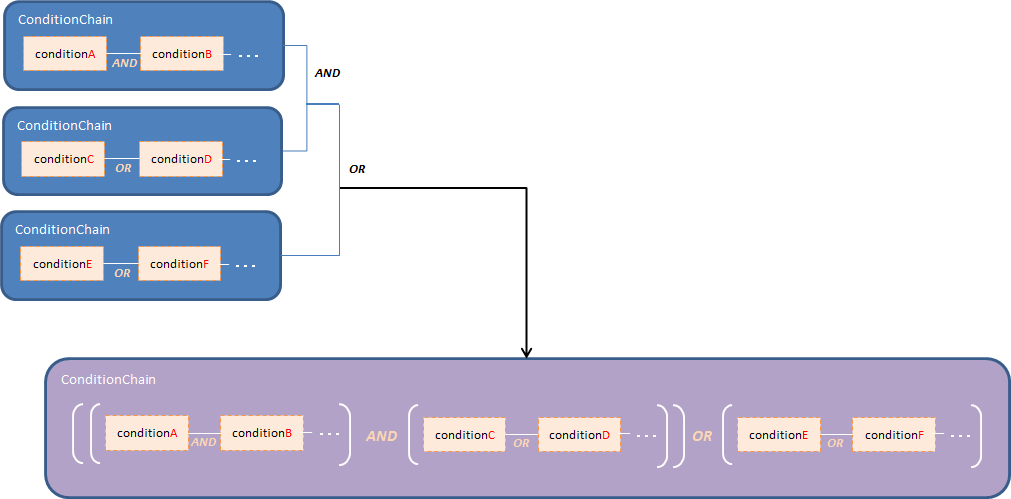 ConditionChain
conditionA AND conditionB ...
AND
ConditionChain
conditionC OR conditionD ...
OR
ConditionChain
conditionE OR conditionF ...
ConditionChain
( ( conditionA AND conditionB ... ) AND ( conditionC OR conditionD ... ) ) OR ( conditionE OR conditionF ... )